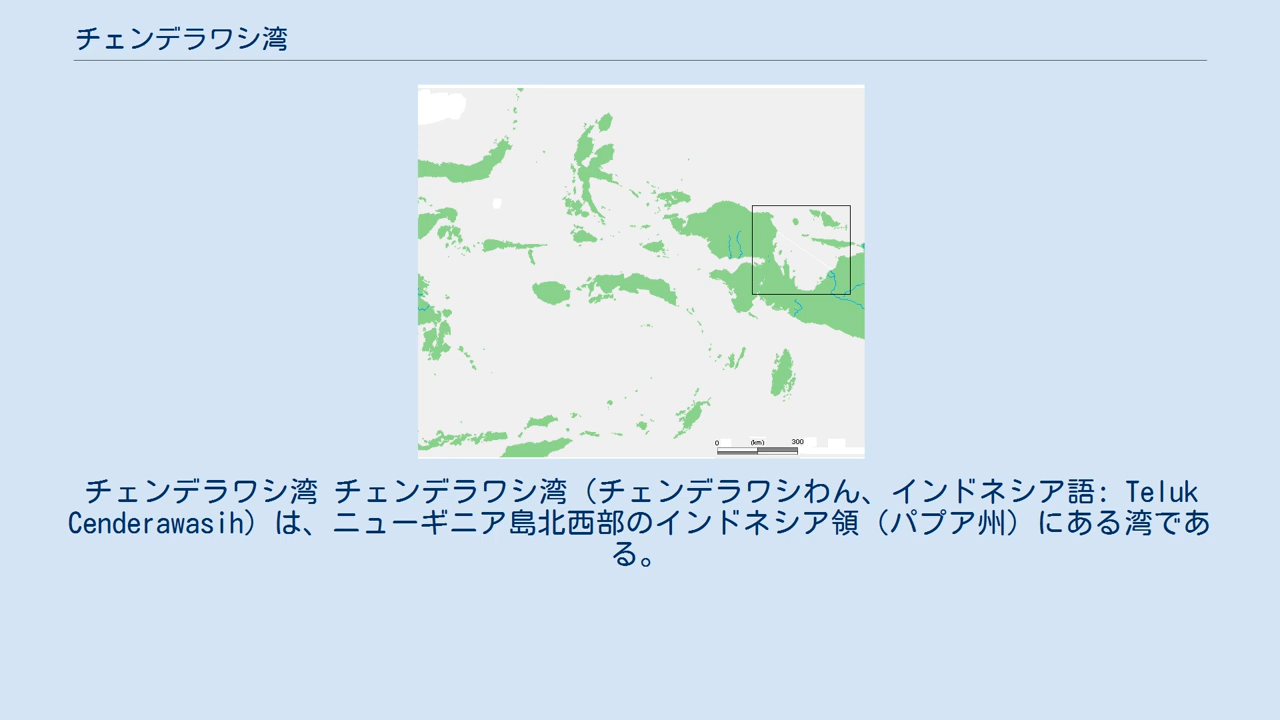 チェンデラワシ湾
0 (km) 300
チェンデラワシ湾 チェンデラワシ湾（チェンデラワシわん、インドネシア語: Teluk
Cenderawasih）は、ニューギニア島北西部のインドネシア領（パプア州）にある湾であ
る。